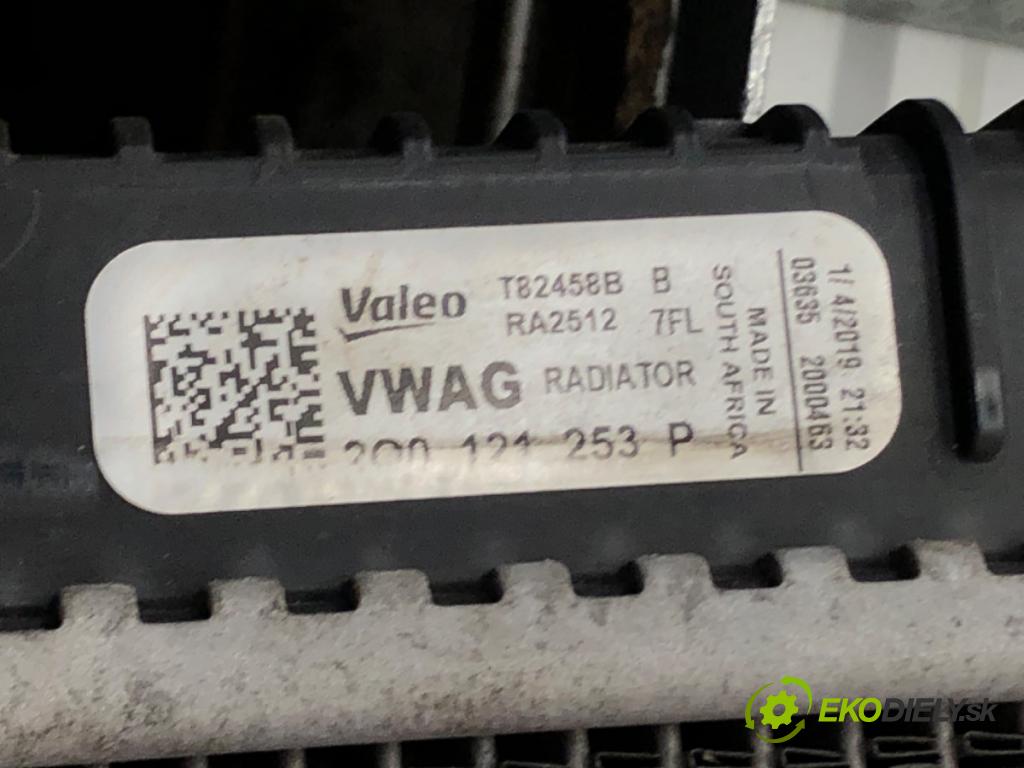 Valeo T82458B B
RA2512 7FL
VWAG RADIATOR
121 253 P
MADE IN
SOUTH AFRICA
1/ 4/2019 21:32
03635 2000463
EKODIELY.sk